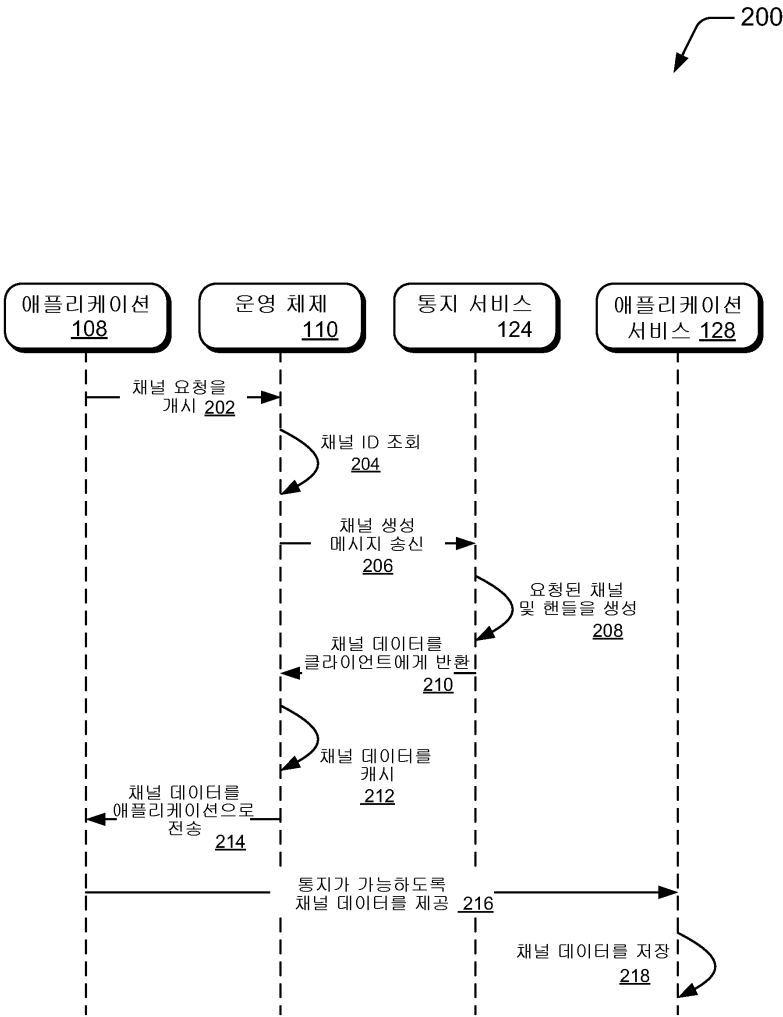 200
애플리케이션
108
운영 체제
110
통지 서비스
124
애플리케이션
서비스 128
채널 요청을
개시 202
채널 ID 조회
204
채널 생성
메시지 송신
206
요청된 채널
및 핸들을 생성
208
채널 데이터를
클라이언트에게 반환
210
채널 데이터를
캐시
212
채널 데이터를
애플리케이션으로
전송
214
통지가 가능하도록
채널 데이터를 제공 216
채널 데이터를 저장
218